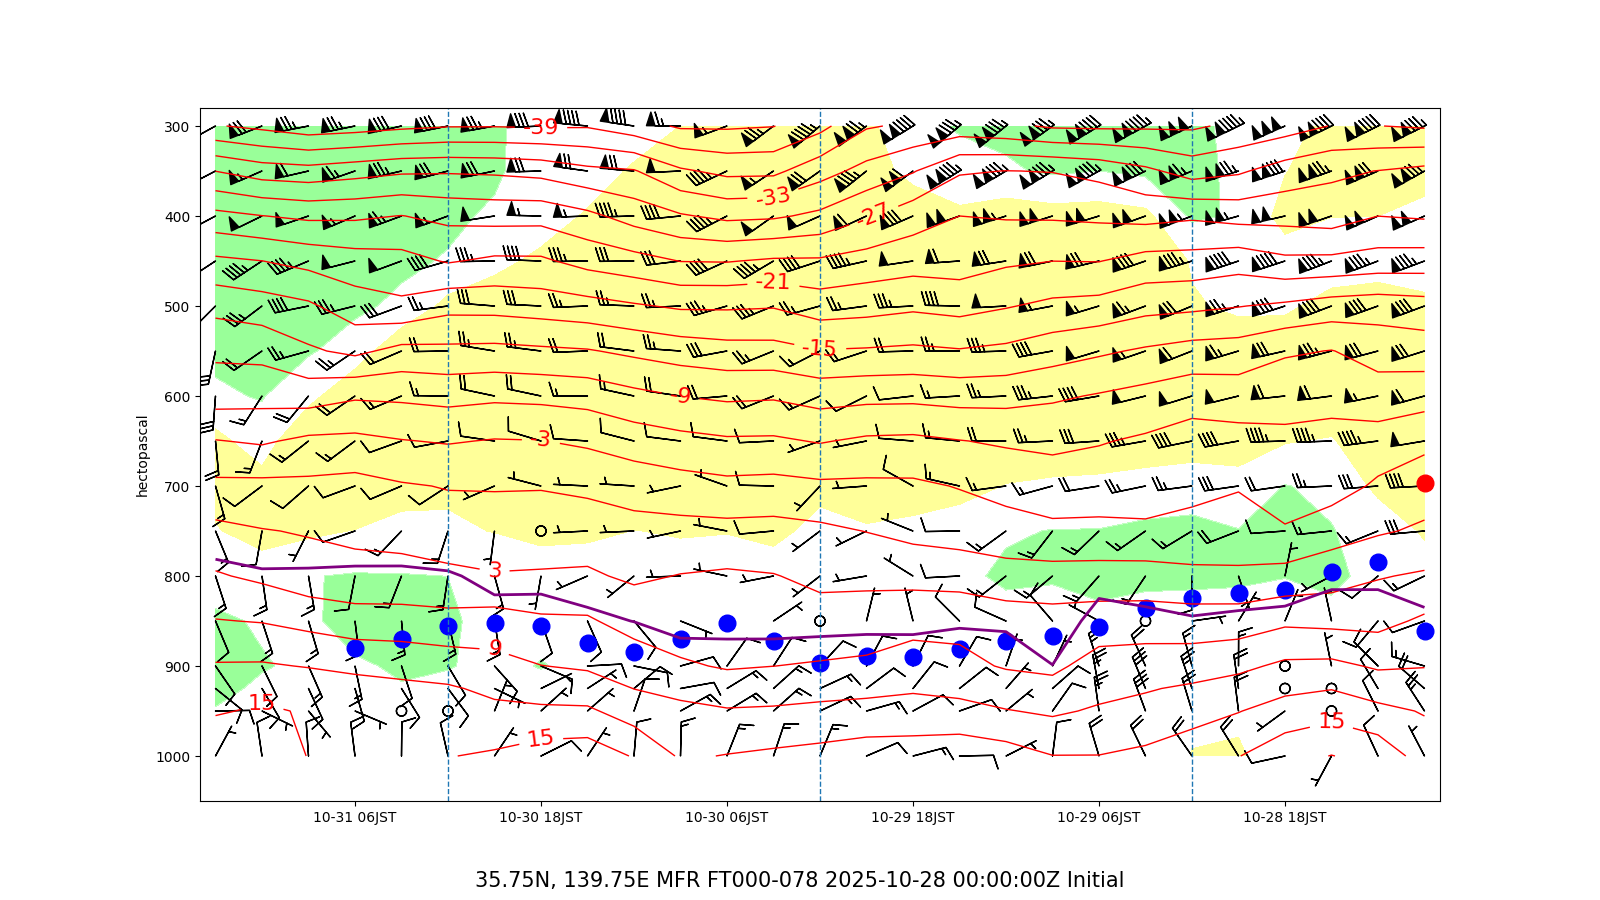 300
400
500
600
700
800
900
1000
hectopascal
-39
-33
-27
-21
-15
-9
3
3
9
15
15
15
10-31 06JST
10-30 18JST
10-30 06JST
10-29 18JST
10-29 06JST
10-28 18JST
35.75N, 139.75E MFR FT000-078 2025-10-28 00:00:00Z Initial